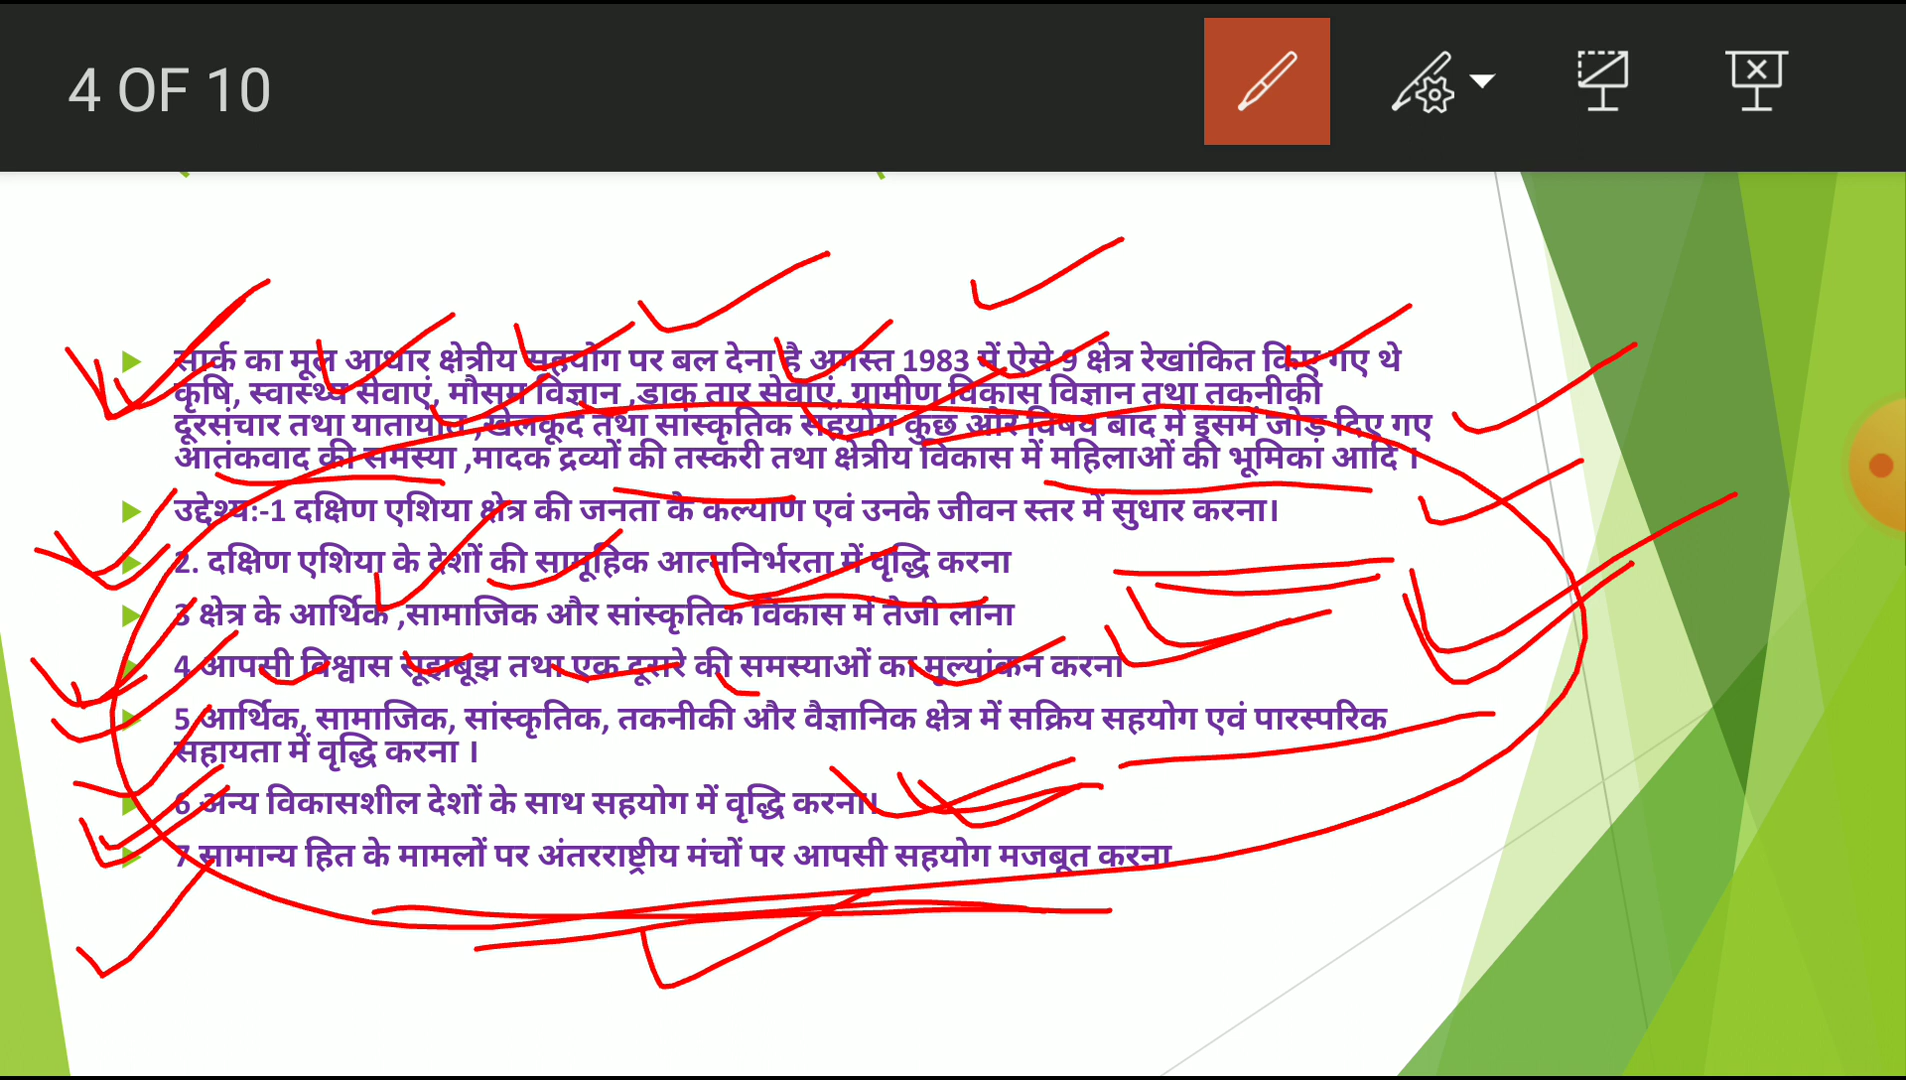 4 OF 10
सार्क का मूल आधार क्षेत्रीय सहयोग पर बल देना है अगस्त 1983 में ऐसे 9 क्षेत्र रेखांकित किए गए थे
कृषि, स्वास्थ्य सेवाएं, मौसम विज्ञान ,डाक तार सेवाएं, ग्रामीण विकास विज्ञान तथा तकनीकी
दूरसंचार तथा यातायात ,खेलकूद तथा सांस्कृतिक सहयोग कुछ और विषय बाद में इसमें जोड़ दिए गए
आतंकवाद की समस्या ,मादक द्रव्यों की तस्करी तथा क्षेत्रीय विकास में महिलाओं की भूमिका आदि ।
उद्देश्य:-1 दक्षिण एशिया क्षेत्र की जनता के कल्याण एवं उनके जीवन स्तर में सुधार करना।
2. दक्षिण एशिया के देशों की सामूहिक आत्मनिर्भरता में वृद्धि करना
3 क्षेत्र के आर्थिक ,सामाजिक और सांस्कृतिक विकास में तेजी लाना
4 आपसी विश्वास सूझबूझ तथा एक दूसरे की समस्याओं का मूल्यांकन करना
5 आर्थिक, सामाजिक, सांस्कृतिक, तकनीकी और वैज्ञानिक क्षेत्र में सक्रिय सहयोग एवं पारस्परिक
सहायता में वृद्धि करना ।
6 अन्य विकासशील देशों के साथ सहयोग में वृद्धि करना।
7 सामान्य हित के मामलों पर अंतरराष्ट्रीय मंचों पर आपसी सहयोग मजबूत करना